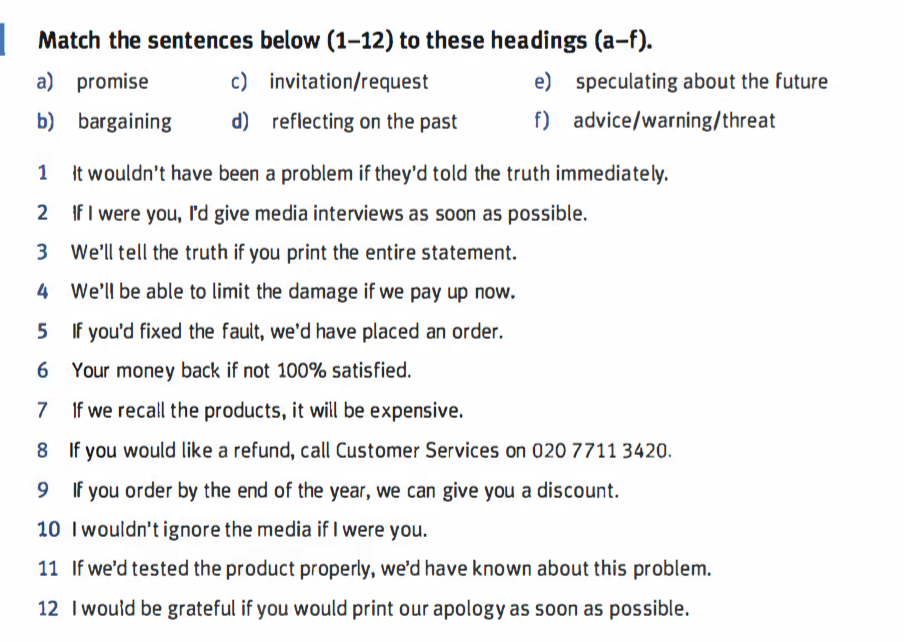 Match the sentences below (1–12) to these headings (a–f).
a) promise c) invitation/request e) speculating about the future
b) bargaining d) reflecting on the past f) advice/warning/threat
1 It wouldn't have been a problem if they'd told the truth immediately.
2 If I were you, I'd give media interviews as soon as possible.
3 We'll tell the truth if you print the entire statement.
4 We'll be able to limit the damage if we pay up now.
5 If you'd fixed the fault, we'd have placed an order.
6 Your money back if not 100% satisfied.
7 If we recall the products, it will be expensive.
8 If you would like a refund, call Customer Services on 020 7711 3420.
9 If you order by the end of the year, we can give you a discount.
10 I wouldn't ignore the media if I were you.
11 If we'd tested the product properly, we'd have known about this problem.
12 I would be grateful if you would print our apology as soon as possible.